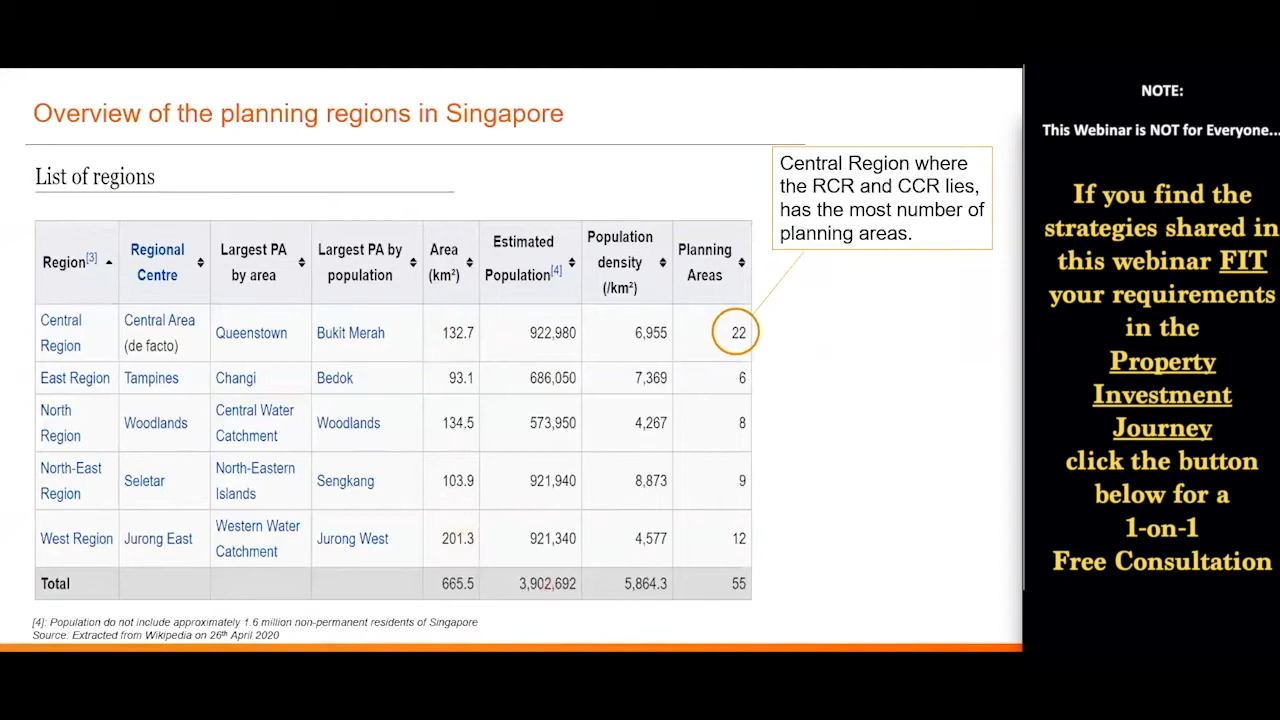 Overview of the planning regions in Singapore
List of regions
Central Region where
the RCR and CCR lies,
has the most number of
planning areas.
Region[3] Regional Centre Largest PA by area Largest PA by population Area (km²) Estimated Population[4] Population density (/km²) Planning Areas
Central Region Central Area (de facto) Queenstown Bukit Merah 132.7 922,980 6,955 22
East Region Tampines Changi Bedok 93.1 686,050 7,369 6
North Region Woodlands Central Water Catchment Woodlands 134.5 573,950 4,267 8
North-East Region Seletar North-Eastern Islands Sengkang 103.9 921,940 8,873 9
West Region Jurong East Western Water Catchment Jurong West 201.3 921,340 4,577 12
Total 665.5 3,902,692 5,864.3 55
[4]: Population do not include approximately 1.6 million non-permanent residents of Singapore
Source: Extracted from Wikipedia on 26th April 2020
NOTE:
This Webinar is NOT for Everyone...
If you find the
strategies shared in
this webinar FIT
your requirements
in the
Property
Investment
Journey
click the button
below for a
1-on-1
Free Consultation